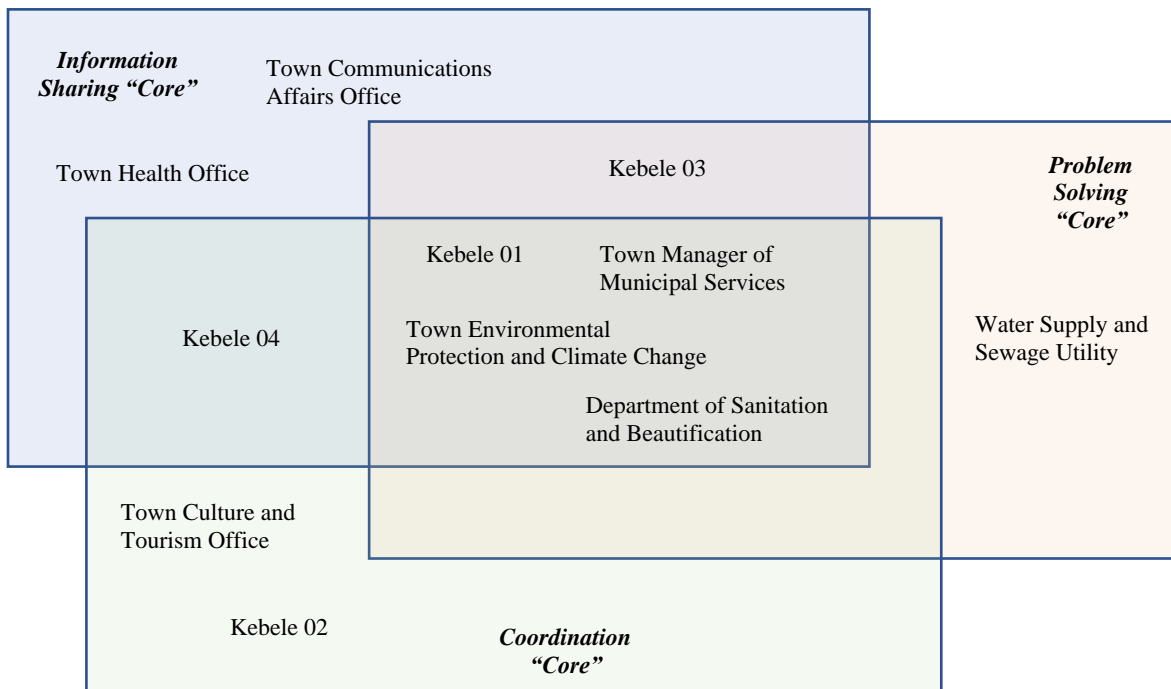 Information
Sharing “Core”
Town Communications
Affairs Office
Town Health Office
Kebele 03
Problem
Solving
“Core”
Kebele 01
Town Manager of
Municipal Services
Kebele 04
Town Environmental
Protection and Climate Change
Water Supply and
Sewage Utility
Department of Sanitation
and Beautification
Town Culture and
Tourism Office
Kebele 02
Coordination
“Core”